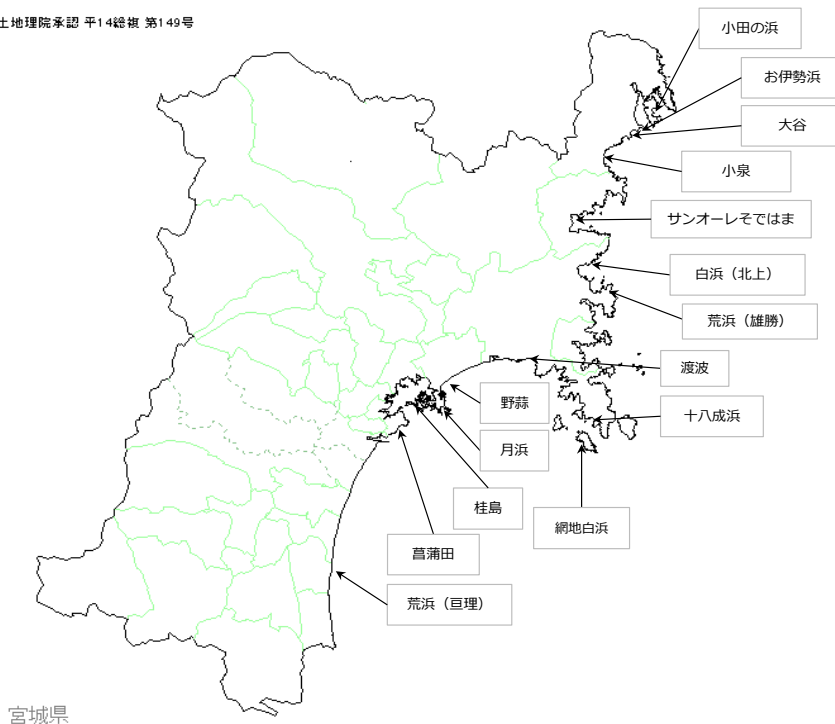 土地理院承認 平14総複 第149号
小田の浜
お伊勢浜
大谷
小泉
サンオーレそではま
白浜（北上）
荒浜（雄勝）
渡波
野蒜
十八成浜
月浜
桂島
網地白浜
菖蒲田
荒浜（亘理）
宮城県